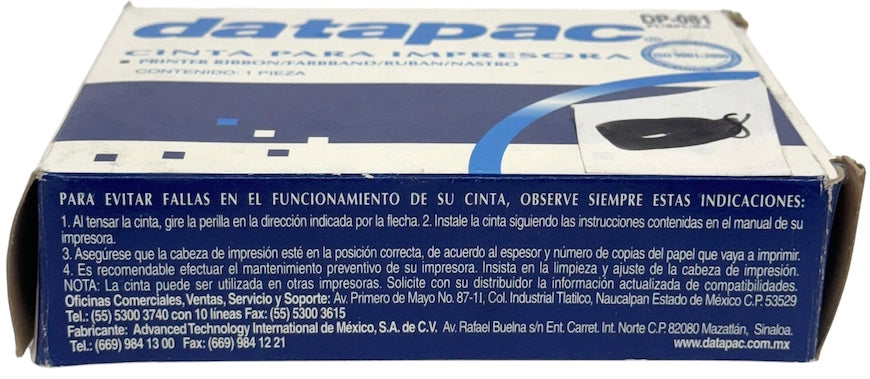 datapac
DP-081
PÚRPURA
CINTA PARA IMPRESORA
PRINTER RIBBON/FARBBAND/RUBAN/NASTRO
CONTENIDO: 1 PIEZA
ISO 9001:2000
PARA EVITAR FALLAS EN EL FUNCIONAMIENTO DE SU CINTA, OBSERVE SIEMPRE ESTAS INDICACIONES:
1. Al tensar la cinta, gire la perilla en la dirección indicada por la flecha. 2. Instale la cinta siguiendo las instrucciones contenidas en el manual de su
impresora.
3. Asegúrese que la cabeza de impresión esté en la posición correcta, de acuerdo al espesor y número de copias del papel que vaya a imprimir.
4. Es recomendable efectuar el mantenimiento preventivo de su impresora. Insista en la limpieza y ajuste de la cabeza de impresión.
NOTA: La cinta puede ser utilizada en otras impresoras. Solicite con su distribuidor la información actualizada de compatibilidades.
Oficinas Comerciales, Ventas, Servicio y Soporte: Av. Primero de Mayo No. 87-11, Col. Industrial Tlatilco, Naucalpan Estado de México C.P. 53529
Tel.: (55) 5300 3740 con 10 líneas Fax: (55) 5300 3615
Fabricante: Advanced Technology International de México, S.A. de C.V. Av. Rafael Buelna s/n Ent. Carret. Int. Norte C.P. 82080 Mazatlán, Sinaloa.
Tel.: (669) 984 13 00 Fax: (669) 984 12 21
www.datapac.com.mx